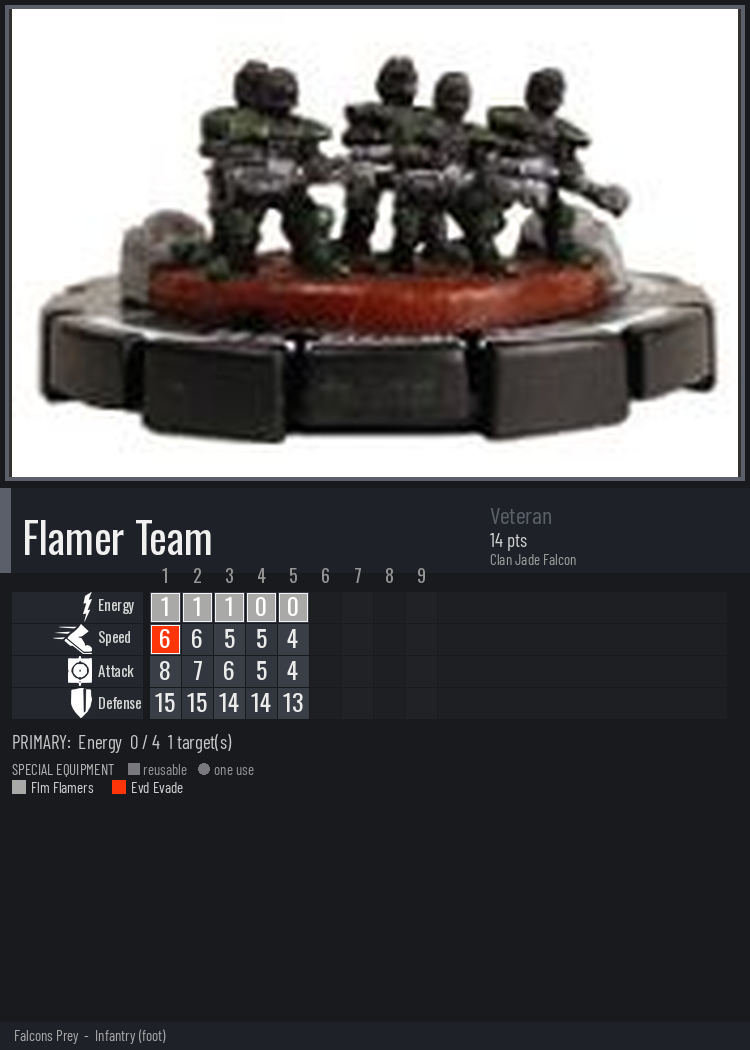 Flamer Team
Veteran
14 pts
Clan Jade Falcon
1 2 3 4 5 6 7 8 9
Energy 1 1 1 0 0
Speed 6 6 5 5 4
Attack 8 7 6 5 4
Defense 15 15 14 14 13
PRIMARY: Energy 0 / 4 1 target(s)
SPECIAL EQUIPMENT reusable one use
Flm Flamers Evd Evade
Falcons Prey - Infantry (foot)